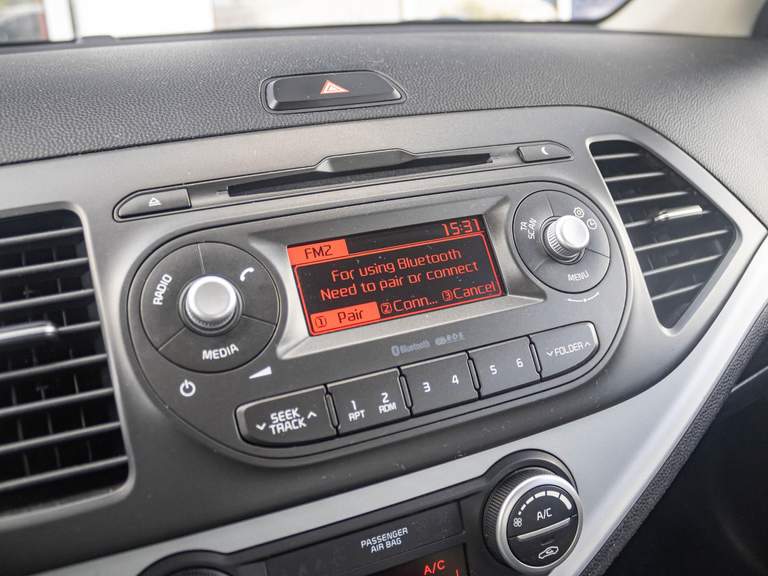 15:31
FM2
For using Bluetooth
Need to pair or connect
① Pair ② Conn... ③ Cancel
RADIO
MEDIA
TA
SCAN
MENU
Bluetooth
SEEK
TRACK
1 RPT
2 RDM
3 4
5 6
FOLDER
PASSENGER
AIR BAG
A/C
A/C